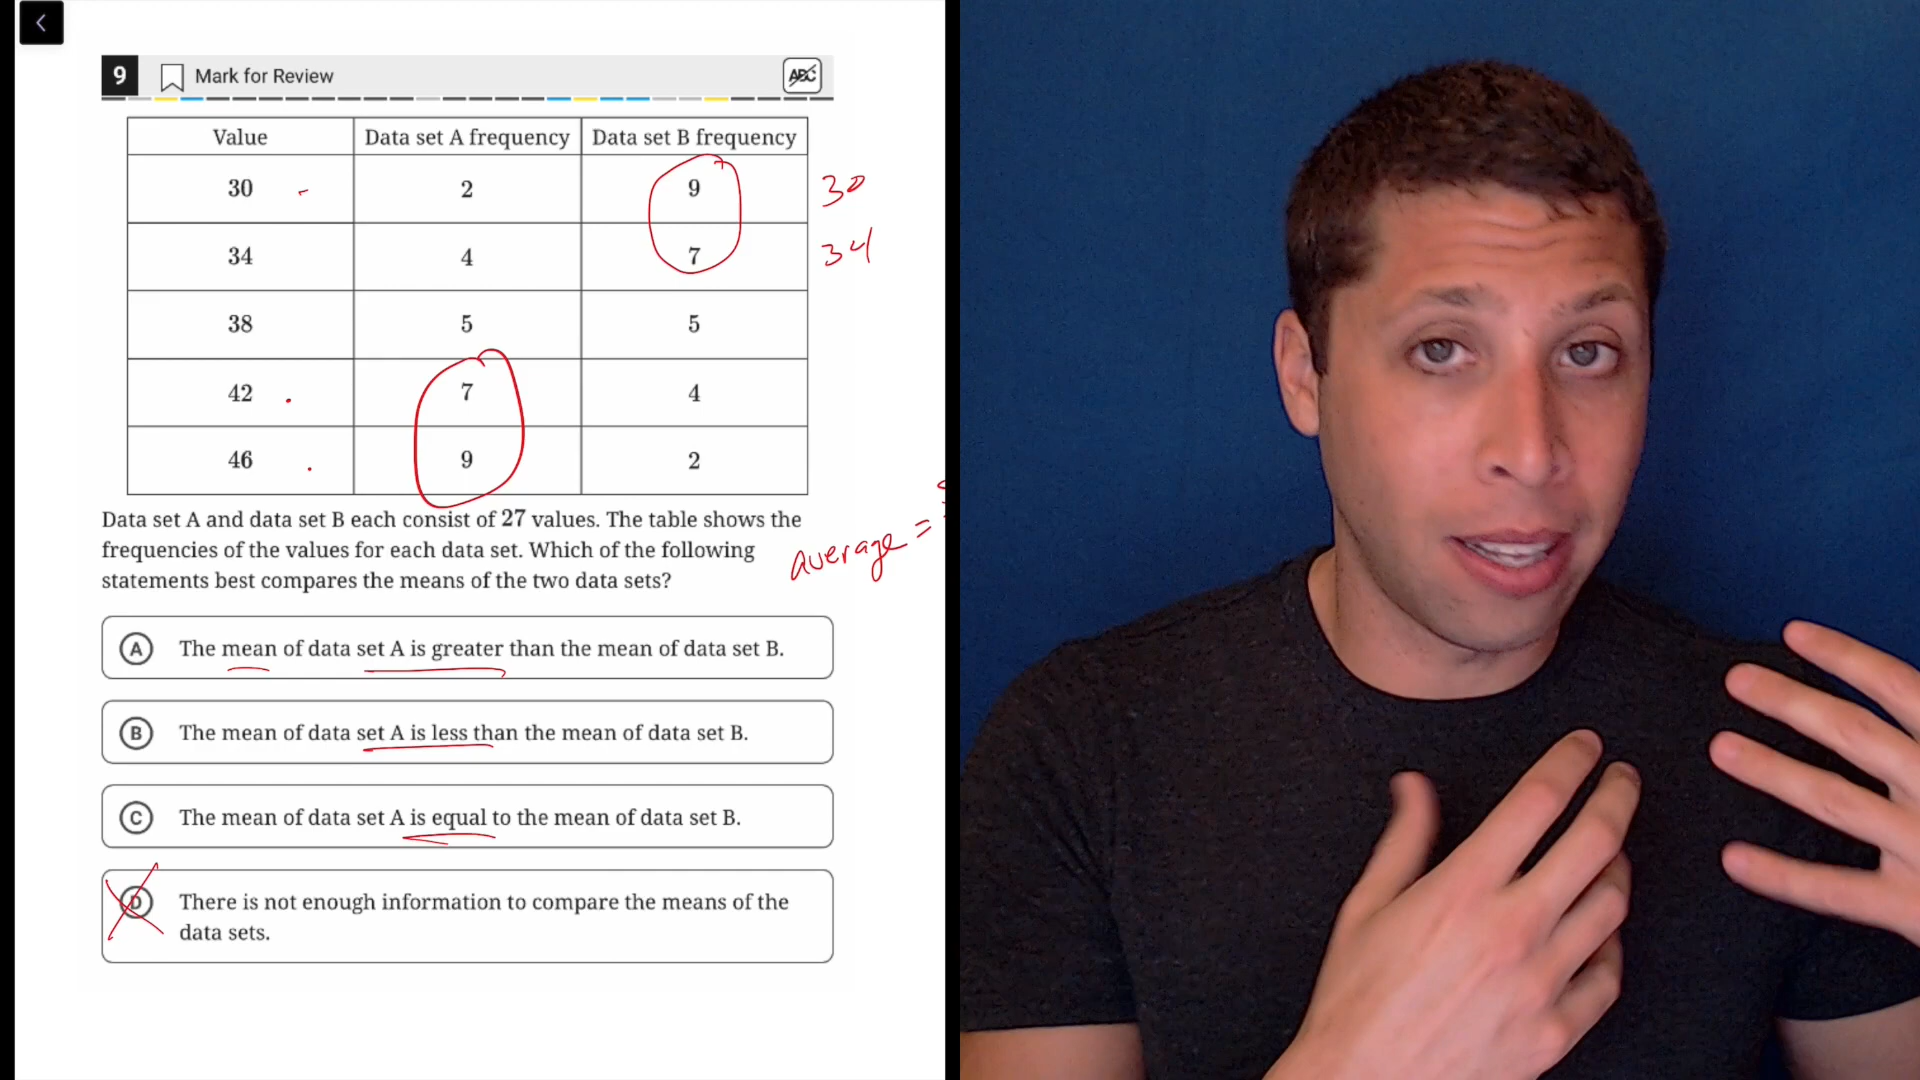 9 Mark for Review ABC
Value Data set A frequency Data set B frequency
30 2 9 30
34 4 7 34
38 5 5
42 7 4
46 9 2
Data set A and data set B each consist of 27 values. The table shows the
frequencies of the values for each data set. Which of the following
statements best compares the means of the two data sets?
average =
A The mean of data set A is greater than the mean of data set B.
B The mean of data set A is less than the mean of data set B.
C The mean of data set A is equal to the mean of data set B.
D There is not enough information to compare the means of the
data sets.